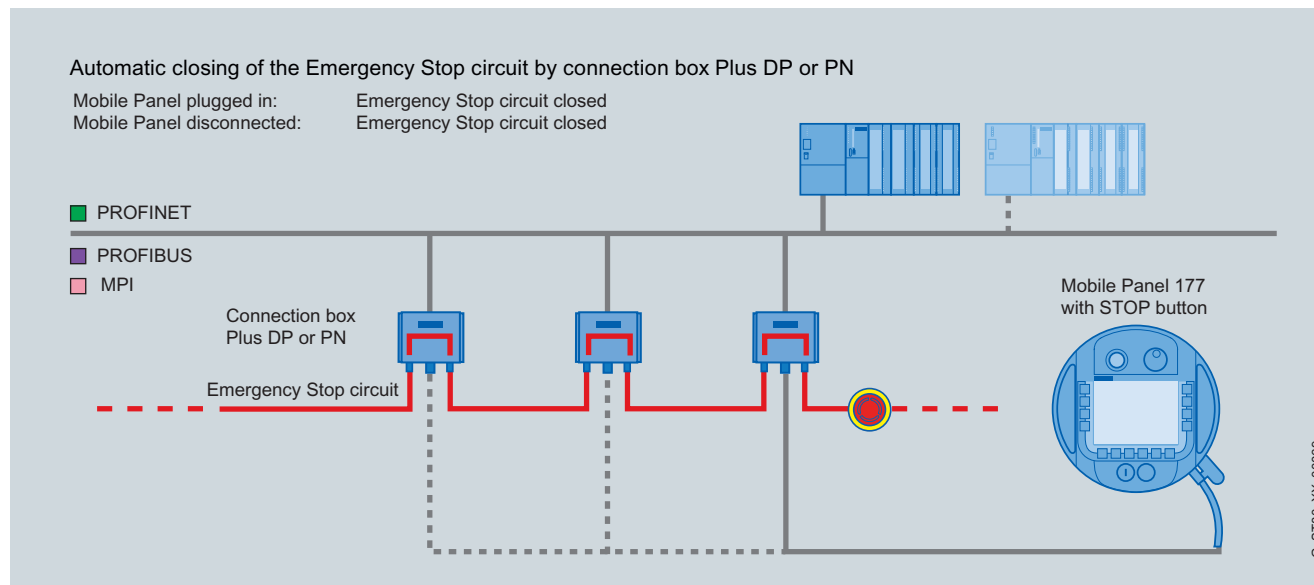 Automatic closing of the Emergency Stop circuit by connection box Plus DP or PN
Mobile Panel plugged in: Emergency Stop circuit closed
Mobile Panel disconnected: Emergency Stop circuit closed
PROFINET
PROFIBUS
MPI
Connection box
Plus DP or PN
Emergency Stop circuit
Mobile Panel 177
with STOP button